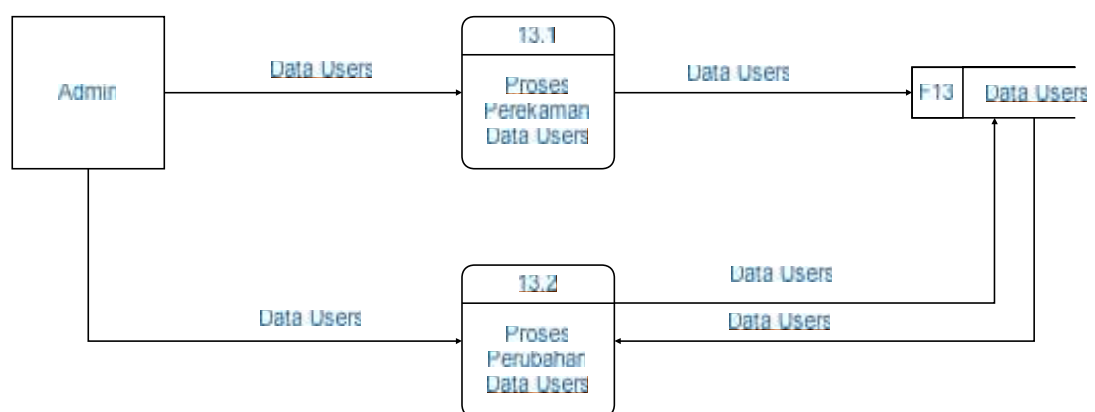 13.1
Data Users
Data Users
Admin
Proses
Perekaman
Data Users
F13
Data Users
13.2
Data Users
Data Users
Data Users
Proses
Perubahan
Data Users